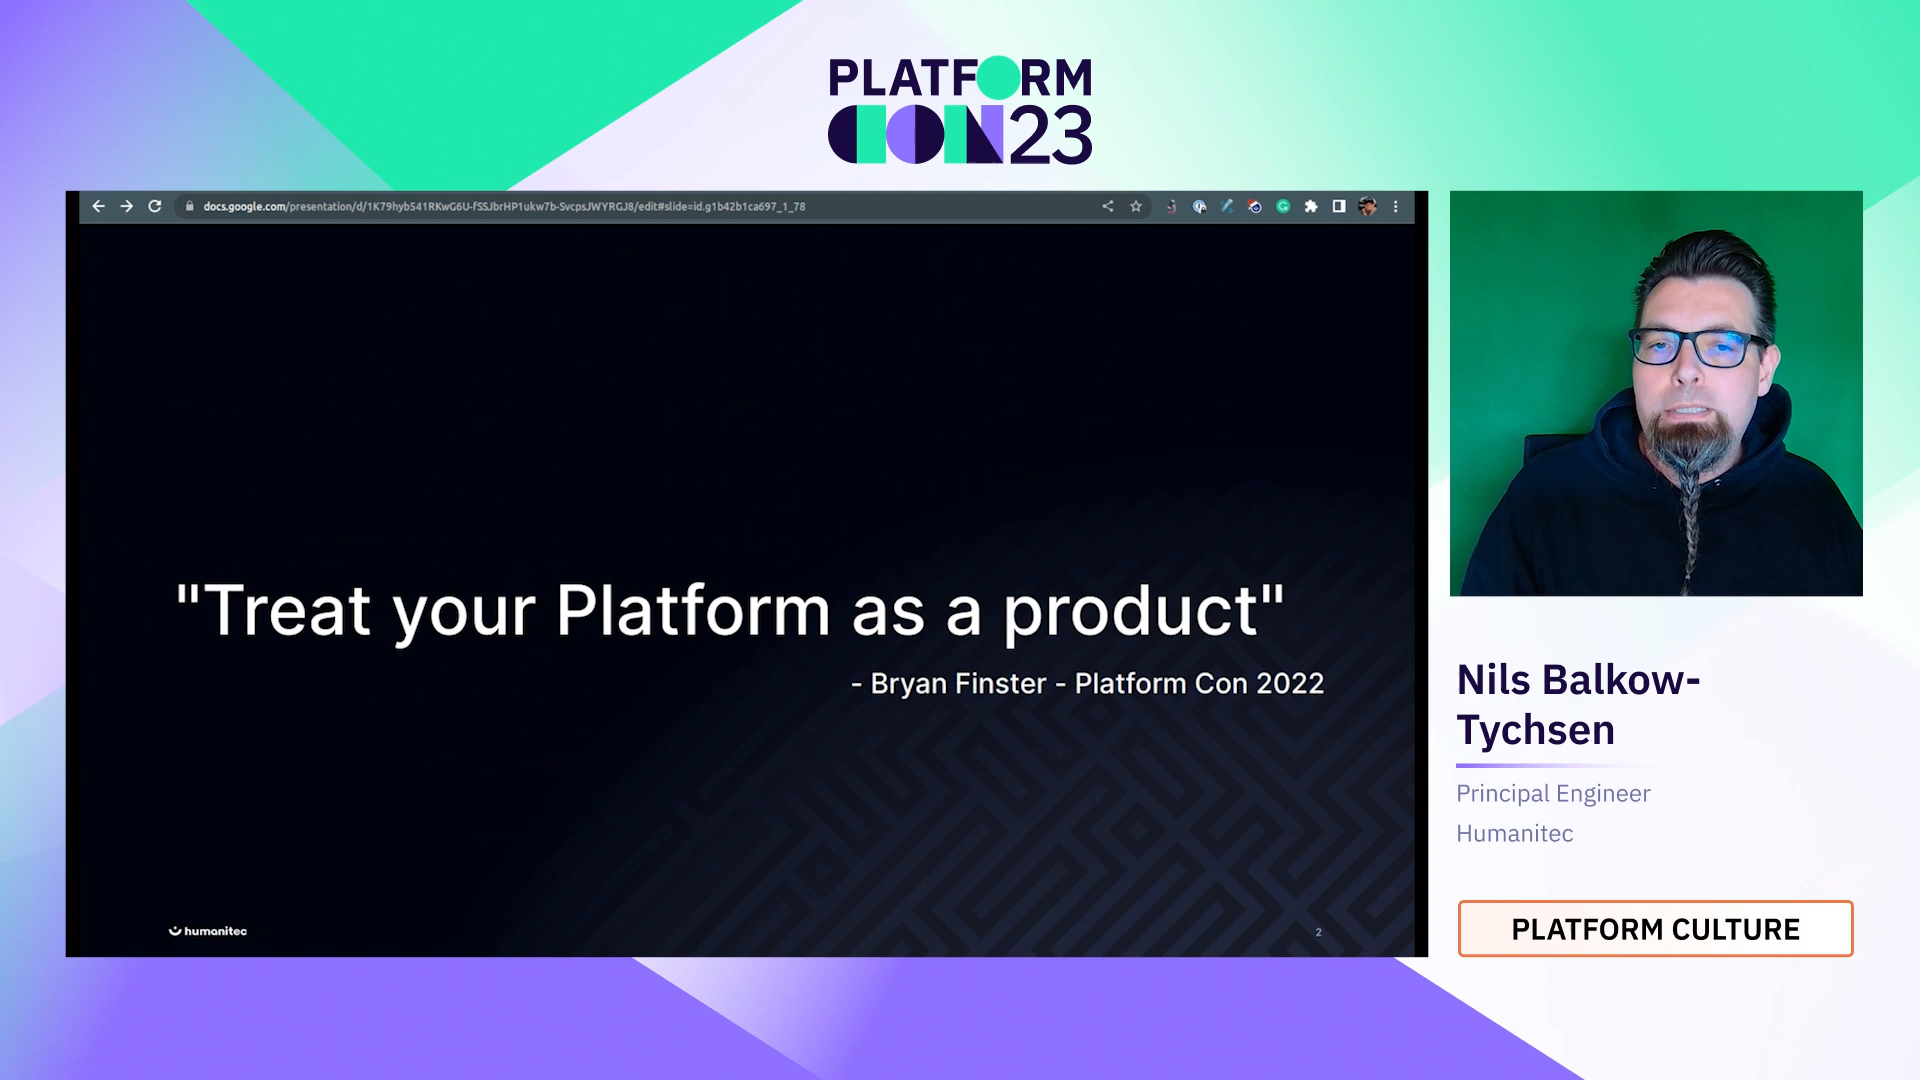 PLATFORM
CON23
docs.google.com/presentation/d/1K79hyb541RKwG6U-fSSJbrHP1ukw7b-SvcpsJWYRGJ8/edit#slide=id.g1b42b1ca697_1_78
"Treat your Platform as a product"
- Bryan Finster - Platform Con 2022
humanitec
2
Nils Balkow-
Tychsen
Principal Engineer
Humanitec
PLATFORM CULTURE